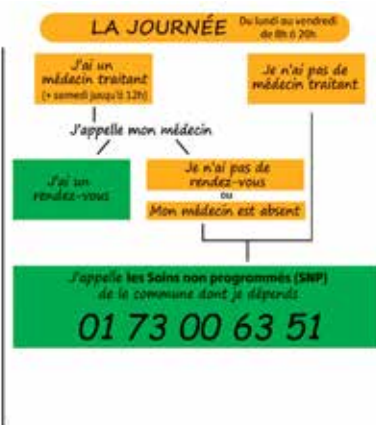 LA JOURNÉE
Du lundi au vendredi
de 8h à 20h
J'ai un
médecin traitant
(+ samedi jusqu'à 12h)
Je n'ai pas de
médecin traitant
J'appelle mon médecin
J'ai un
rendez-vous
Je n'ai pas de
rendez-vous
ou
Mon médecin est absent
J'appelle les Soins non programmés (SNP)
de le commune dont je dépends
01 73 00 63 51